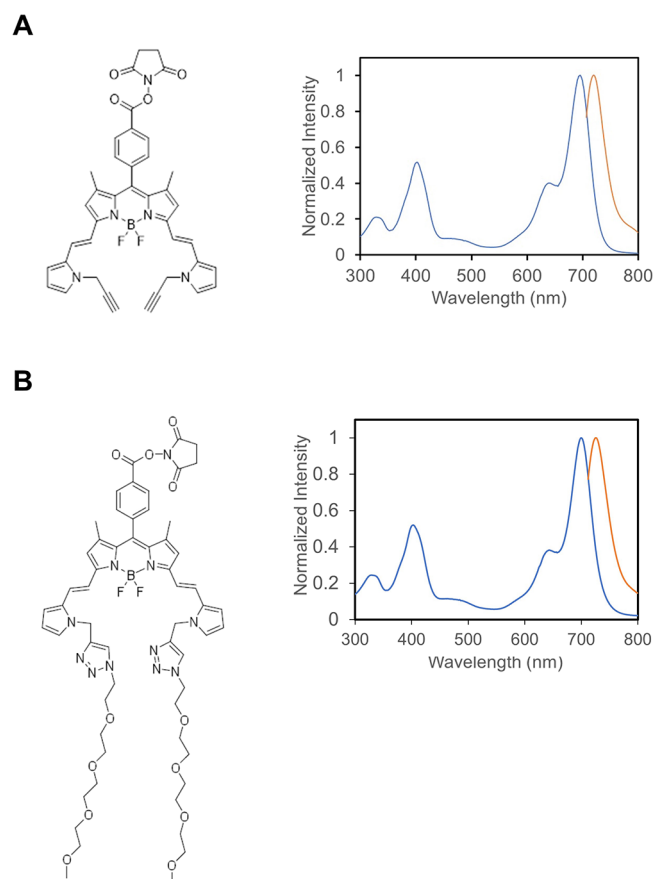 A
O N O
O O
N B N
F F
N N
Normalized Intensity
1
0.8
0.6
0.4
0.2
0
300 400 500 600 700 800
Wavelength (nm)
B
O
O O N
O
N B N
F F
N N
N N
N N N N
O O
O O
O O
O O
Normalized Intensity
1
0.8
0.6
0.4
0.2
0
300 400 500 600 700 800
Wavelength (nm)